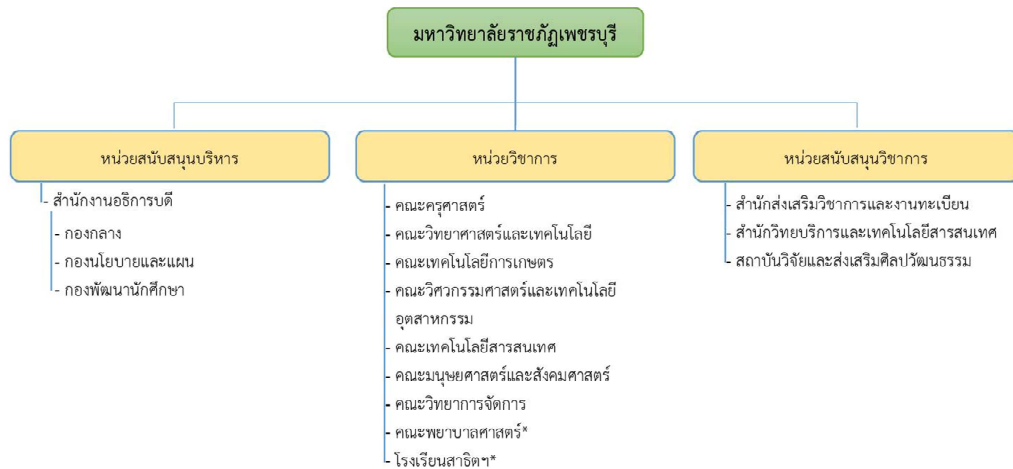 มหาวิทยาลัยราชภัฏเพชรบุรี
หน่วยสนับสนุนบริหาร
- สำนักงานอธิการบดี
- กองกลาง
- กองนโยบายและแผน
- กองพัฒนานักศึกษา
หน่วยวิชาการ
- คณะครุศาสตร์
- คณะวิทยาศาสตร์และเทคโนโลยี
- คณะเทคโนโลยีการเกษตร
- คณะวิศวกรรมศาสตร์และเทคโนโลยี
อุตสาหกรรม
- คณะเทคโนโลยีสารสนเทศ
- คณะมนุษยศาสตร์และสังคมศาสตร์
- คณะวิทยาการจัดการ
- คณะพยาบาลศาสตร์*
- โรงเรียนสาธิตฯ*
หน่วยสนับสนุนวิชาการ
- สำนักส่งเสริมวิชาการและงานทะเบียน
- สำนักวิทยบริการและเทคโนโลยีสารสนเทศ
- สถาบันวิจัยและส่งเสริมศิลปวัฒนธรรม